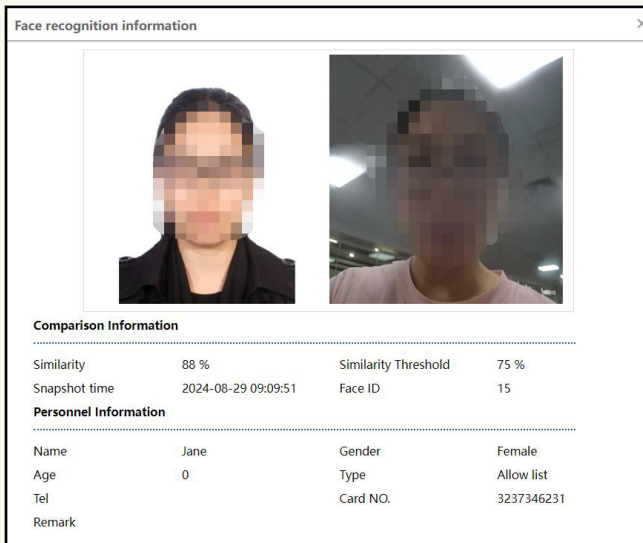 Face recognition information
Comparison Information
Similarity 88 % Similarity Threshold 75 %
Snapshot time 2024-08-29 09:09:51 Face ID 15
Personnel Information
Name Jane Gender Female
Age 0 Type Allow list
Tel Card NO. 3237346231
Remark